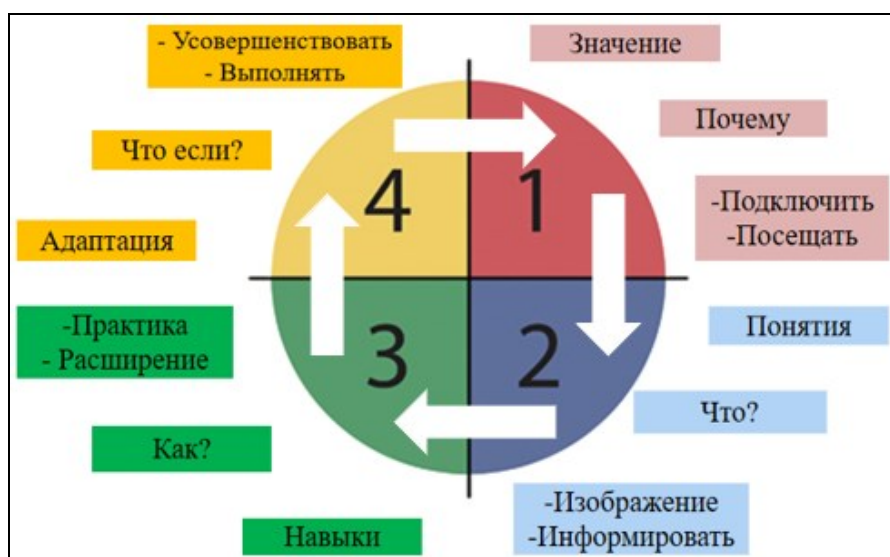 - Усовершенствовать
- Выполнять
Значение
Почему
Что если?
4
1
-Подключить
-Посещать
Адаптация
-Практика
- Расширение
Понятия
3
2
Что?
Как?
-Изображение
-Информировать
Навыки